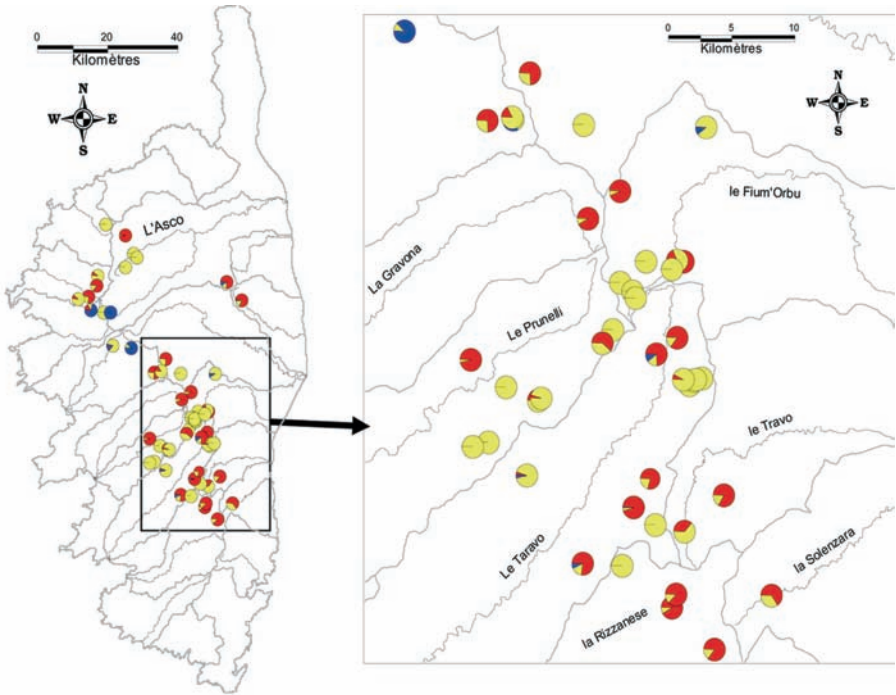 0 20 40
Kilomètres
N
W E
S
L'Asco
0 5 10
Kilomètres
N
W E
S
le Fium'Orbu
La Gravona
Le Prunelli
le Travo
Le Taravo
la Solenzara
la Rizzanese